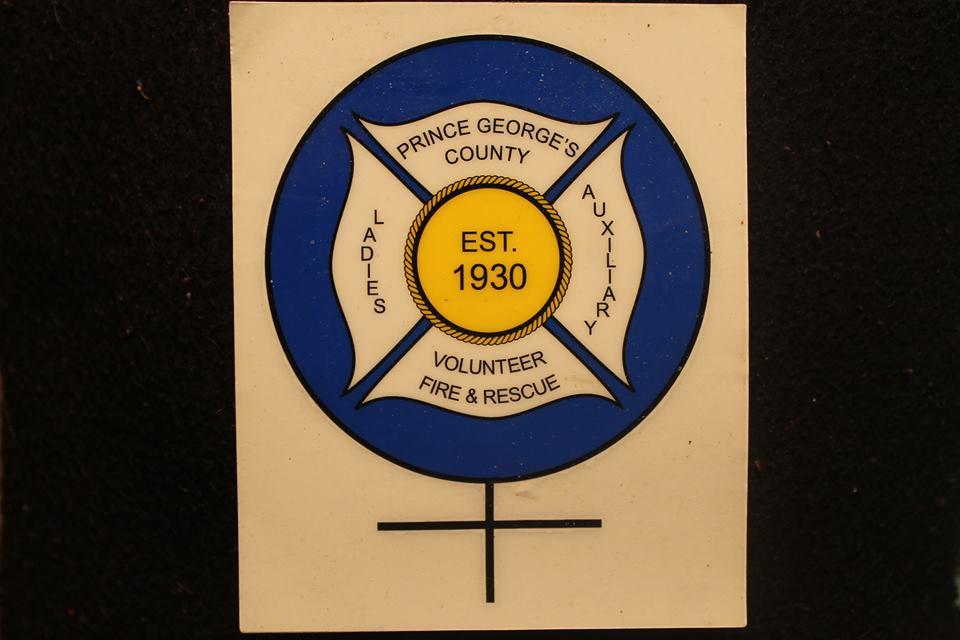 PRINCE GEORGE'S
COUNTY
LADIES
AUXILIARY
EST.
1930
VOLUNTEER
FIRE & RESCUE